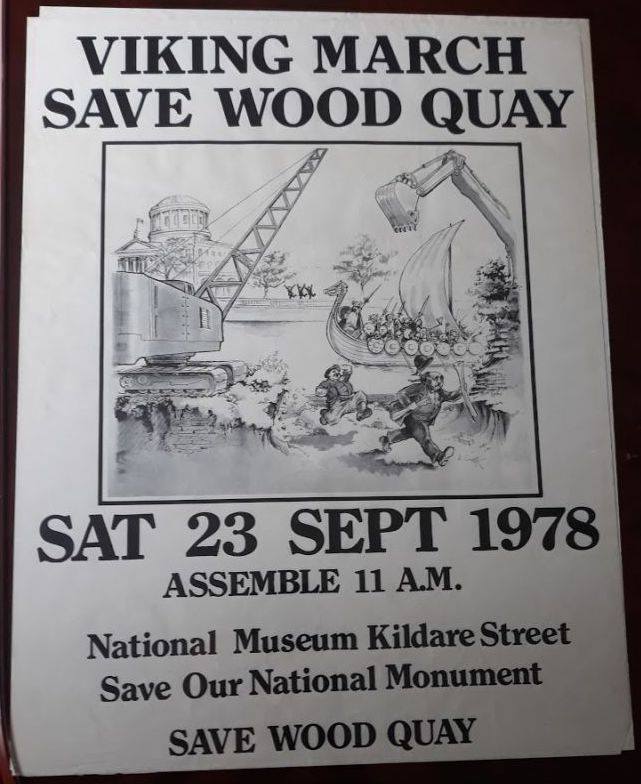 VIKING MARCH
SAVE WOOD QUAY
SAT 23 SEPT 1978
ASSEMBLE 11 A.M.
National Museum Kildare Street
Save Our National Monument
SAVE WOOD QUAY